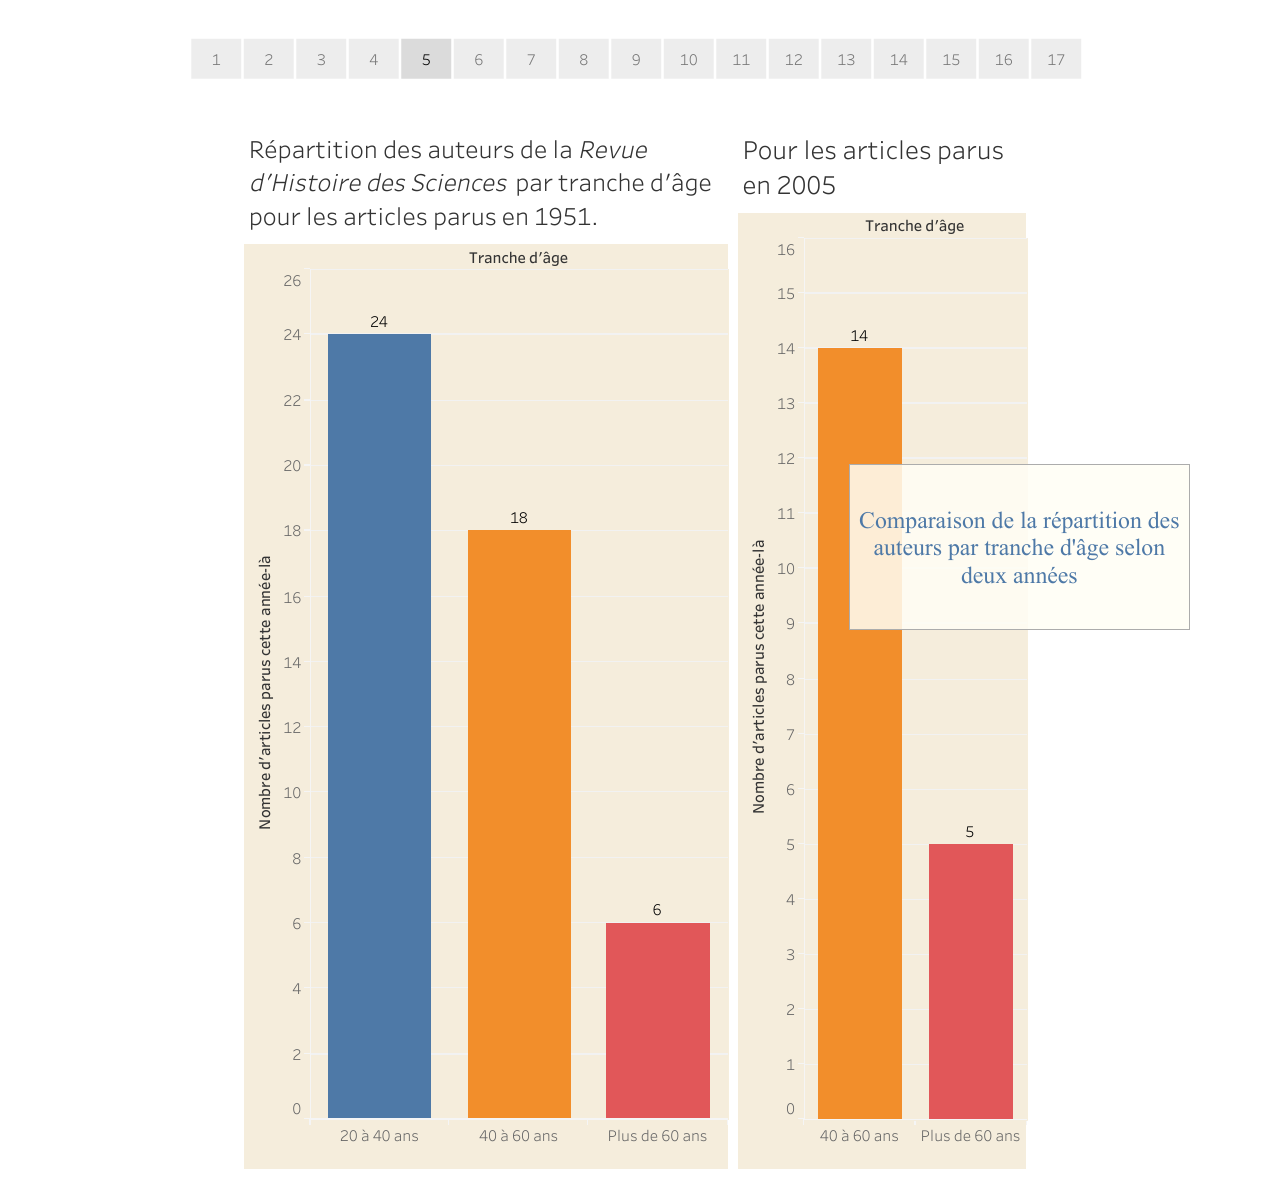 1 2 3 4 5 6 7 8 9 10 11 12 13 14 15 16 17
Répartition des auteurs de la Revue
d'Histoire des Sciences par tranche d'âge
pour les articles parus en 1951.
Tranche d'âge
Nombre d'articles parus cette année-là
26
24
22
20
18
16
14
12
10
8
6
4
2
0
24
18
6
20 à 40 ans
40 à 60 ans
Plus de 60 ans
Pour les articles parus
en 2005
Tranche d'âge
Nombre d'articles parus cette année-là
16
15
14
13
12
11
10
9
8
7
6
5
4
3
2
1
0
14
5
40 à 60 ans
Plus de 60 ans
Comparaison de la répartition des
auteurs par tranche d'âge selon
deux années